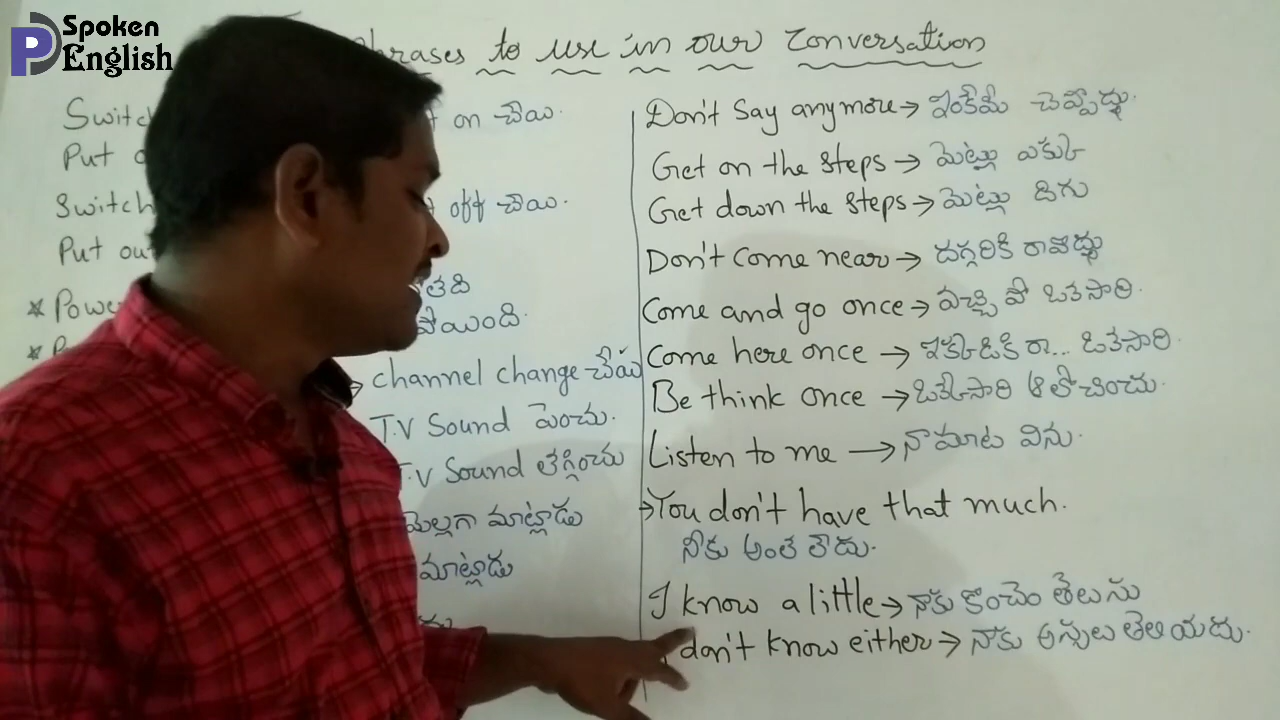 Spoken
English
phrases to use in our Conversation
Switch
on చేయి.
Put
Switch
off చేయి.
Put out
* Power
పోయింది.
*
→ channel change చేయి
T.V Sound పెంచు.
T.V Sound తగ్గించు
మెల్లగా మాట్లాడు
మాట్లాడు
Don't Say anymore → ఇంకేమీ చెప్పొద్దు
Get on the steps → మెట్లు ఎక్కు
Get down the steps → మెట్లు దిగు
Don't come near → దగ్గరికి రావొద్దు
Come and go once → వచ్చి పో ఒకసారి.
Come here once → ఇక్కడికి రా... ఒకేసారి.
Be think once → ఒకేసారి ఆలోచించు.
Listen to me → నా మాట విను.
→ You don't have that much.
నీకు అంత లేదు.
I know a little → నాకు కొంచెం తెలుసు
don't know either → నాకు అస్సలు తెలియదు.